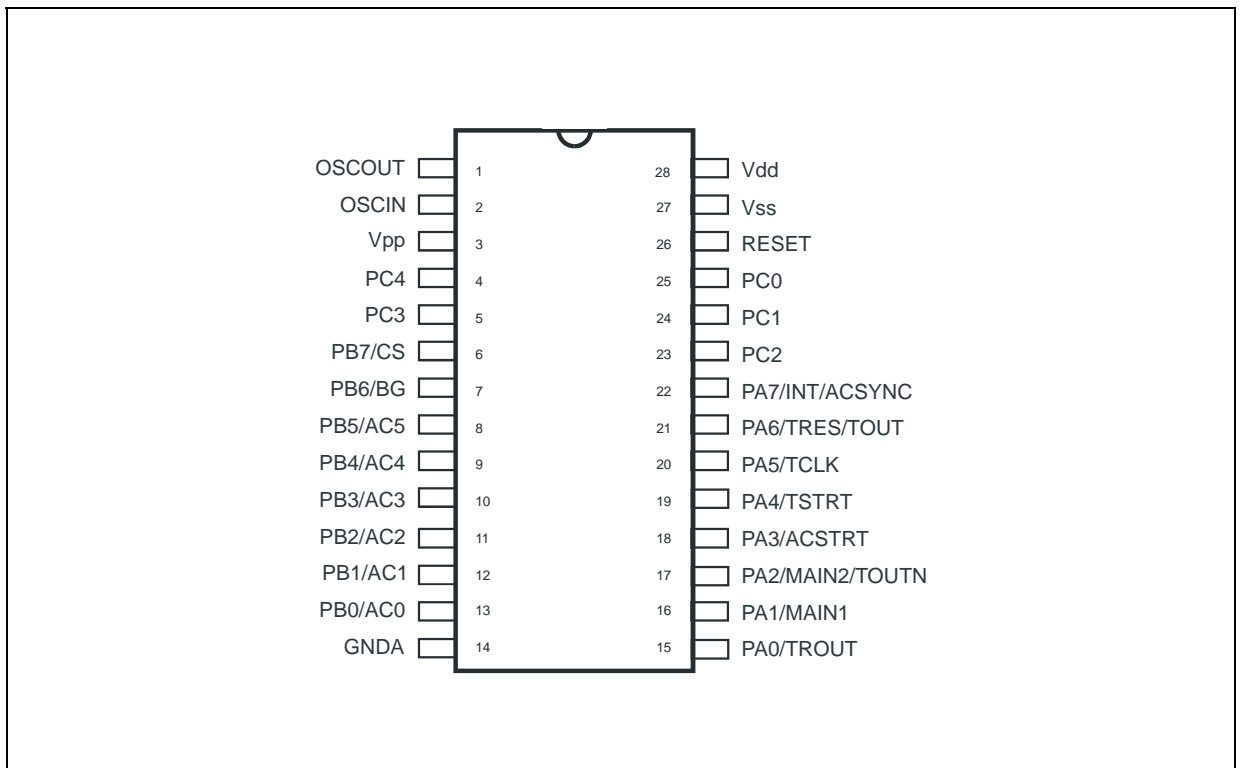 OSCOUT 1 28 Vdd
OSCIN 2 27 Vss
Vpp 3 26 RESET
PC4 4 25 PC0
PC3 5 24 PC1
PB7/CS 6 23 PC2
PB6/BG 7 22 PA7/INT/ACSYNC
PB5/AC5 8 21 PA6/TRES/TOUT
PB4/AC4 9 20 PA5/TCLK
PB3/AC3 10 19 PA4/TSTRT
PB2/AC2 11 18 PA3/ACSTRT
PB1/AC1 12 17 PA2/MAIN2/TOUTN
PB0/AC0 13 16 PA1/MAIN1
GNDA 14 15 PA0/TROUT